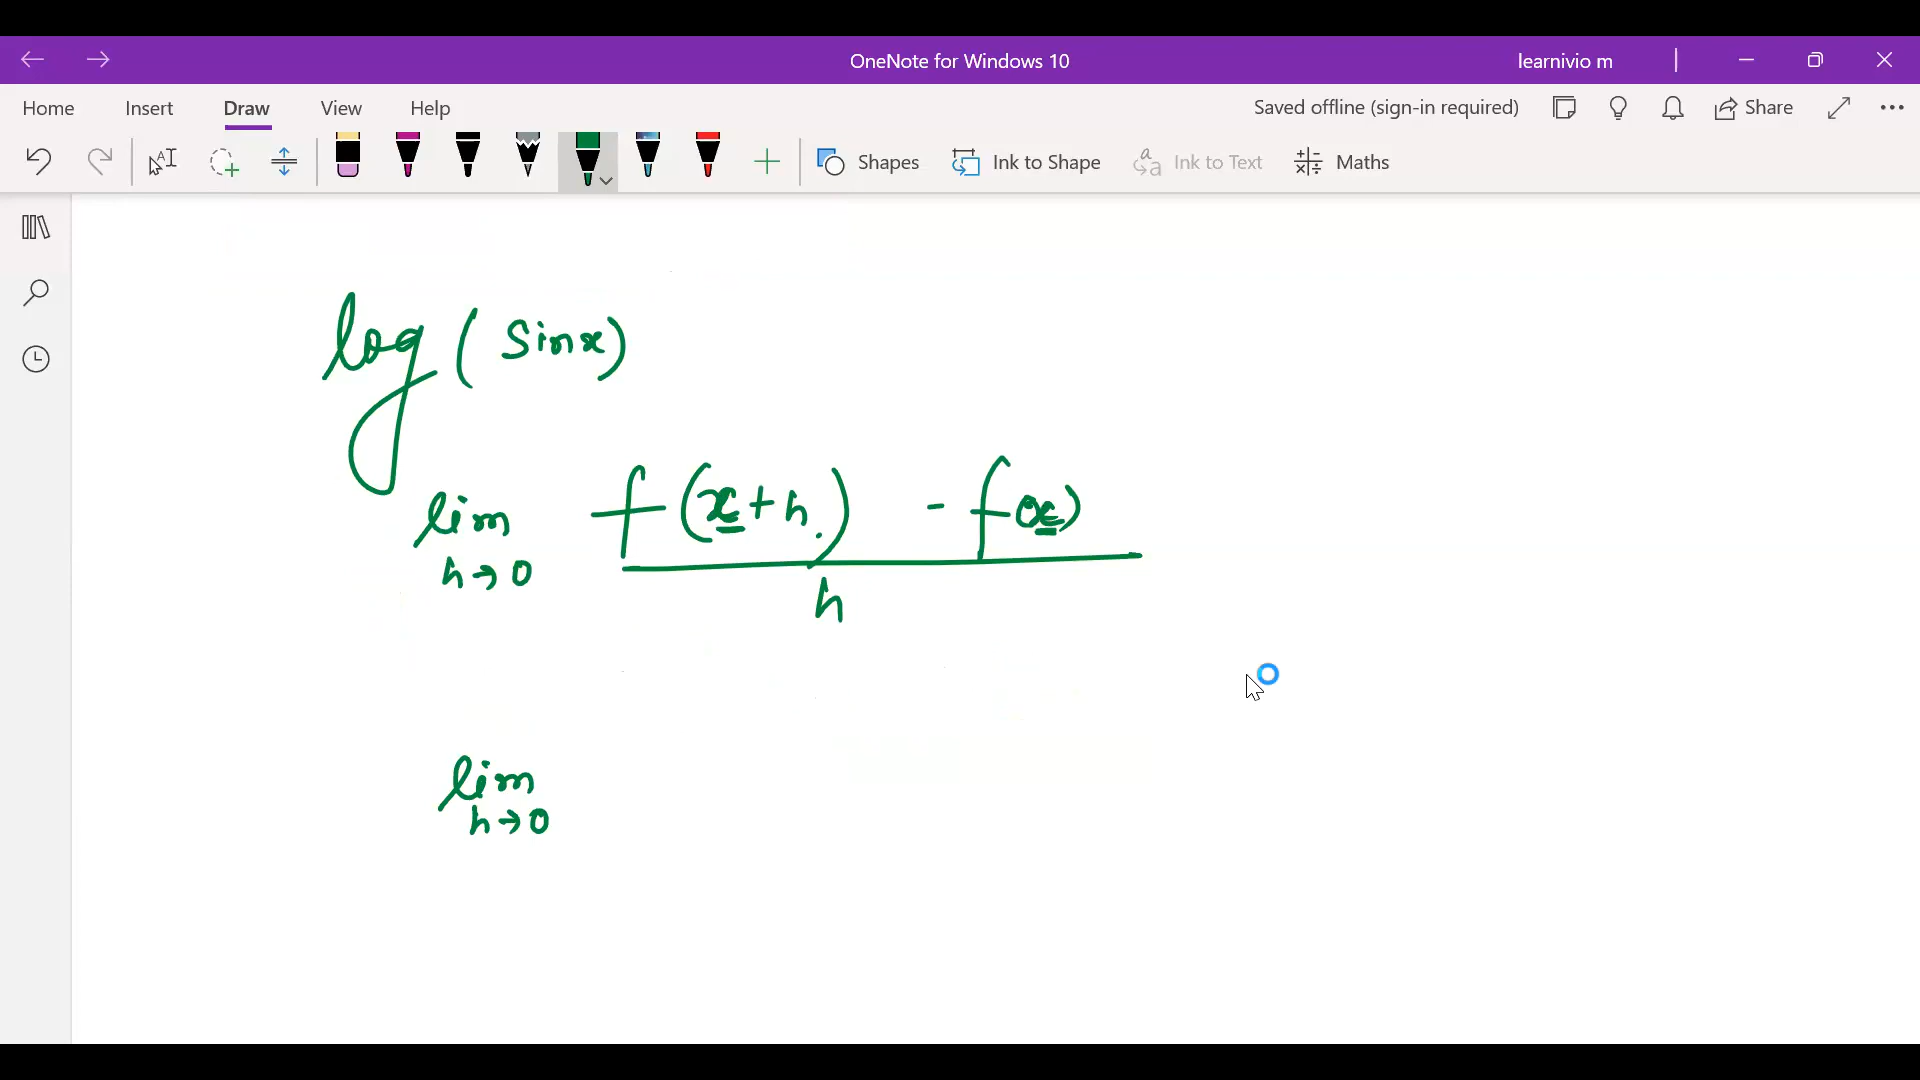 OneNote for Windows 10
learnivio m
Home Insert Draw View Help
Saved offline (sign-in required)
Share
Shapes
Ink to Shape
Ink to Text
Maths
log (sinx)
lim f(x+h) - f(x)
h→0 h
lim
h→0